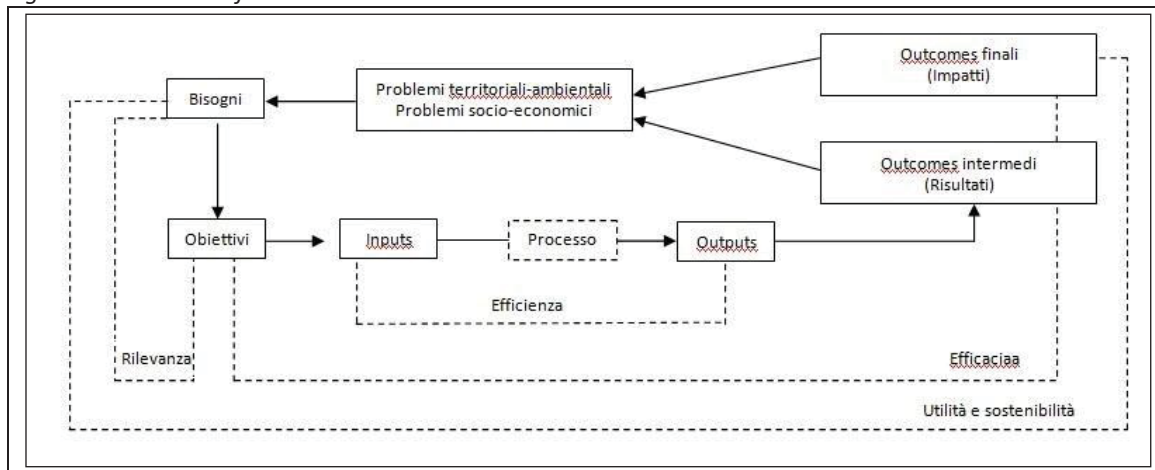 Outcomes finali
(Impatti)
Bisogni
Problemi territoriali-ambientali
Problemi socio-economici
Outcomes intermedi
(Risultati)
Obiettivi
Inputs
Processo
Outputs
Efficienza
Rilevanza
Efficaciaa
Utilità e sostenibilità